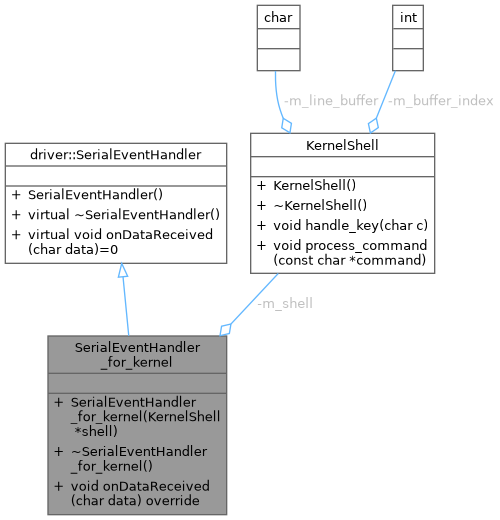 char
int
-m_line_buffer
-m_buffer_index
driver::SerialEventHandler
+ SerialEventHandler()
+ virtual ~SerialEventHandler()
+ virtual void onDataReceived
(char data)=0
KernelShell
+ KernelShell()
+ ~KernelShell()
+ void handle_key(char c)
+ void process_command
(const char *command)
-m_shell
SerialEventHandler
_for_kernel
+ SerialEventHandler
_for_kernel(KernelShell
*shell)
+ ~SerialEventHandler
_for_kernel()
+ void onDataReceived
(char data) override